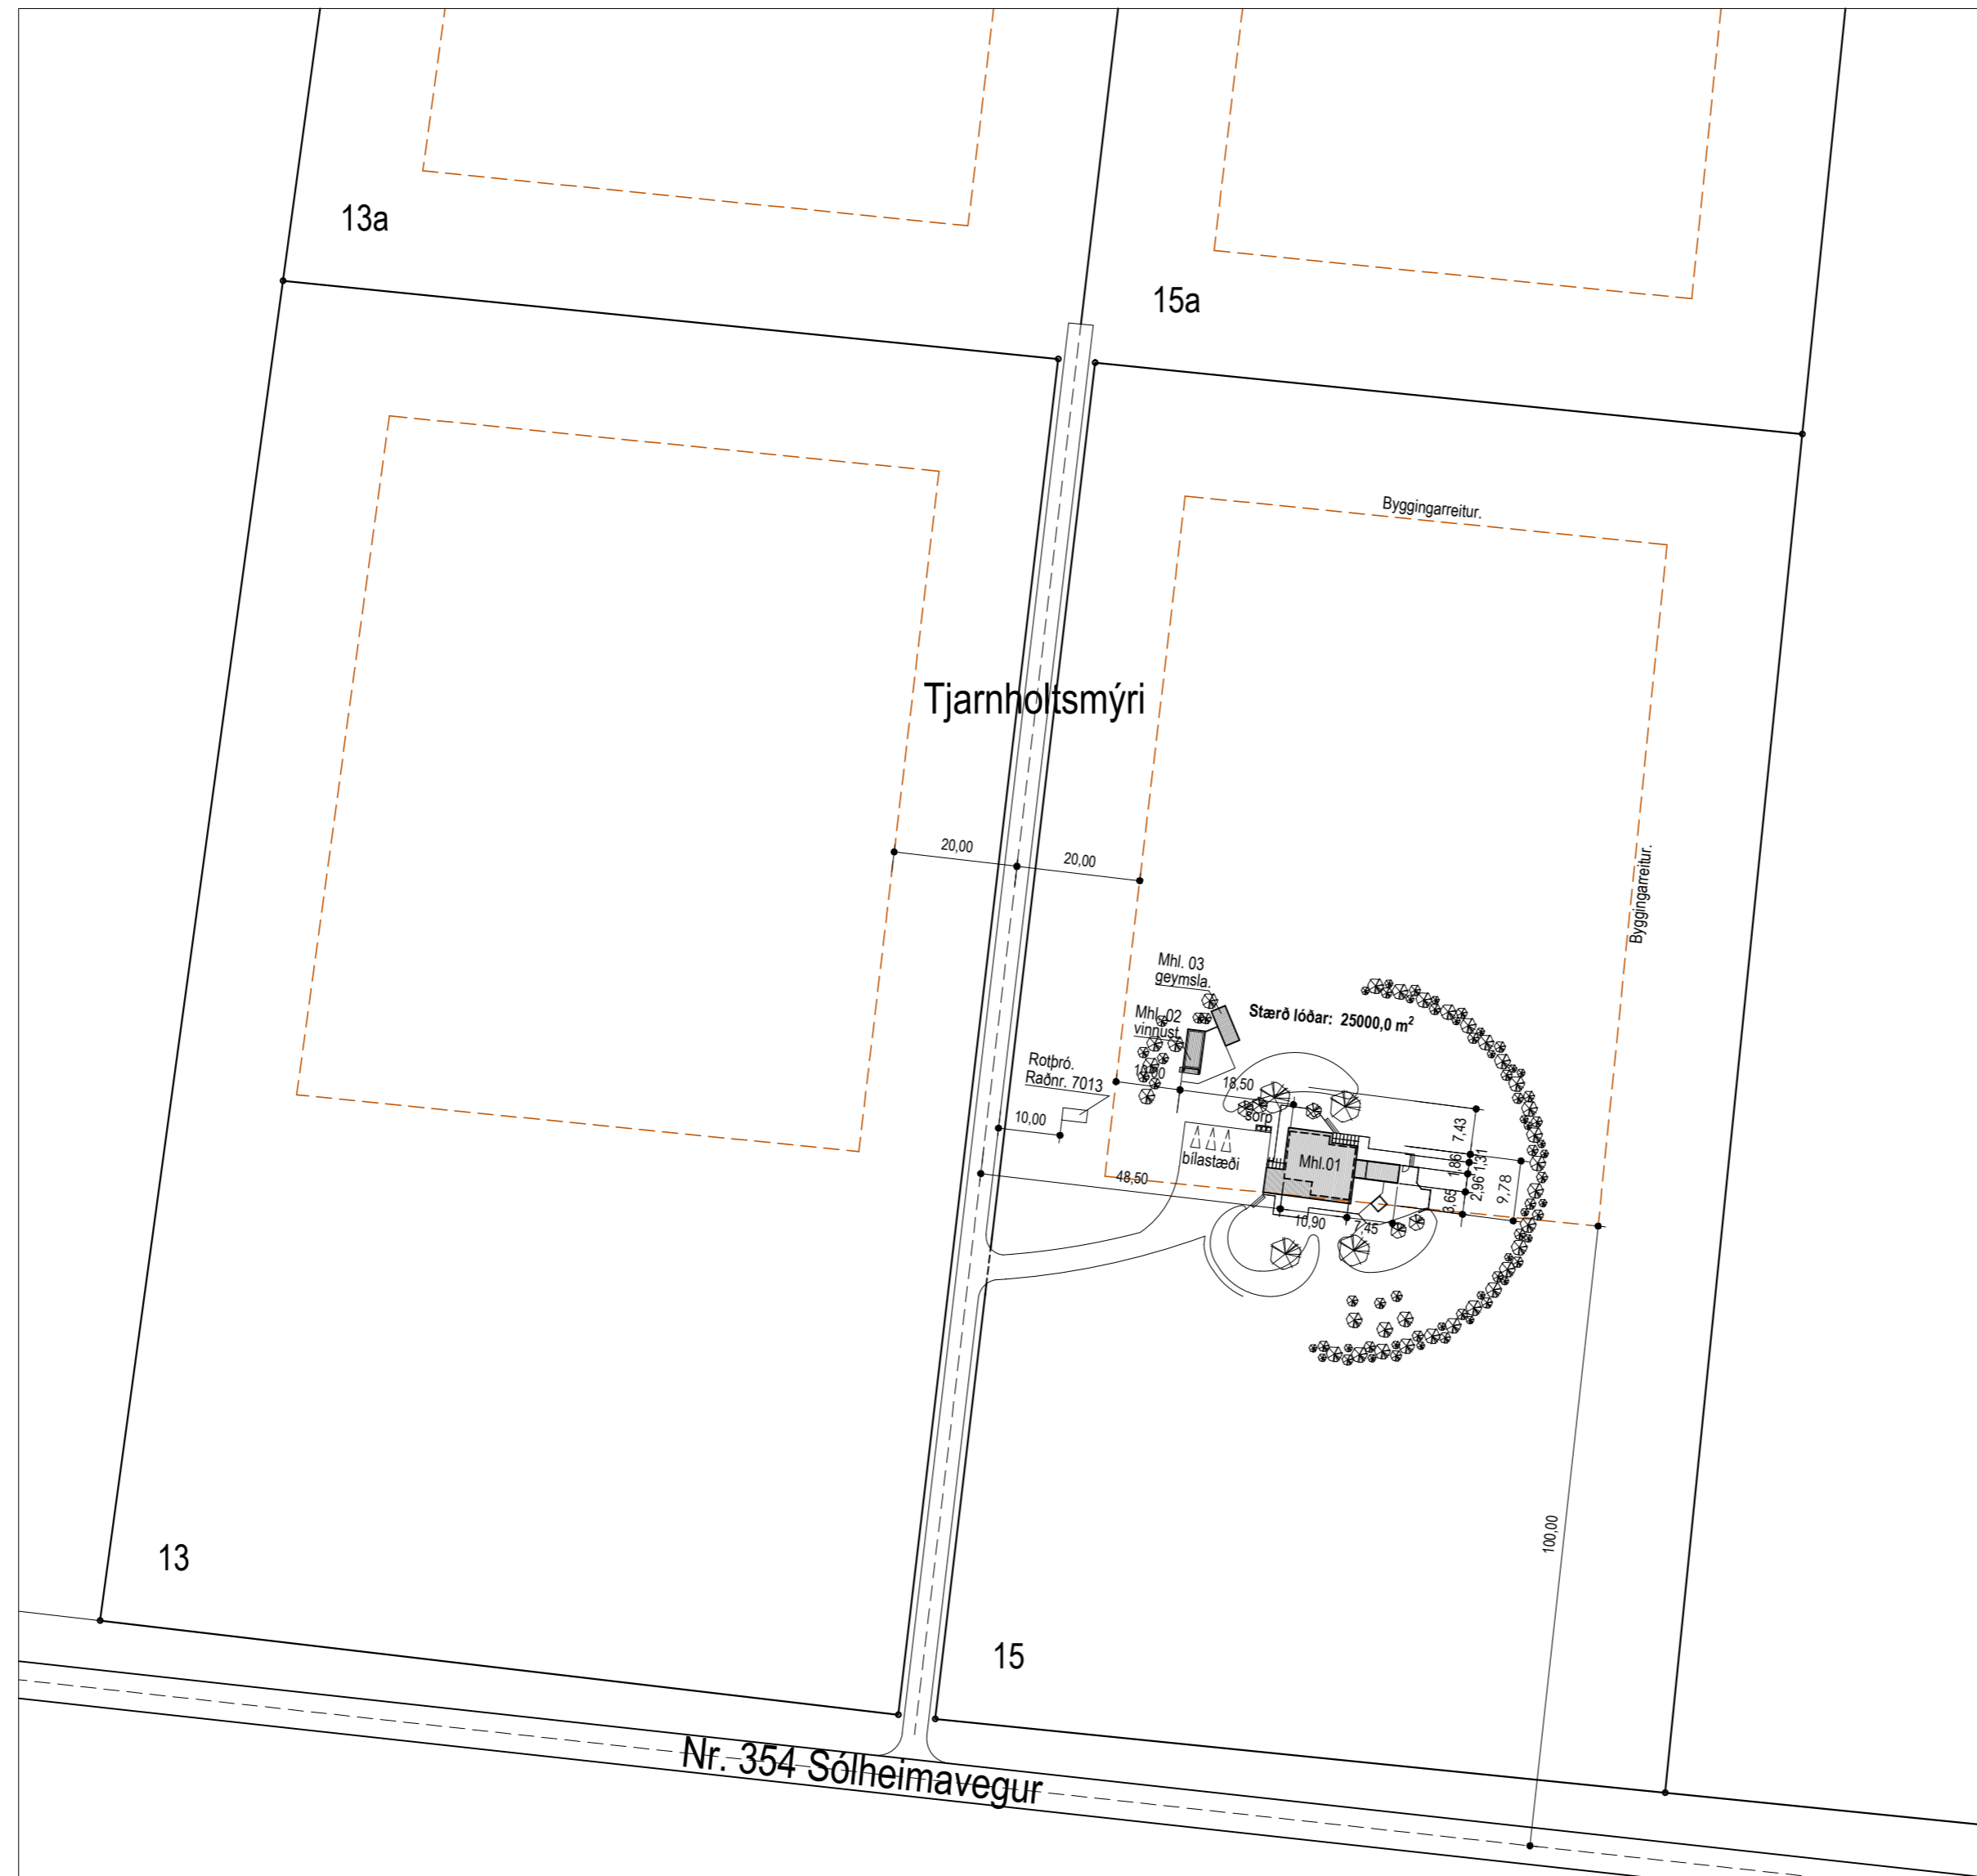 13a
15a
Byggingarreitur.
Tjarnholtsmýri
20,00
20,00
Byggingarreitur.
Mhl. 03
geymsla.
Stærð lóðar: 25000,0 m²
Mhl. 02
vinnust.
Rotþró.
Raðnr. 7013
10,00
18,50
10,00
sorp
7,43
bílastæði
Mhl.01
1,86
1,31
48,50
2,96
9,78
3,65
10,90
7,45
100,00
13
15
Nr. 354 Sólheimavegur